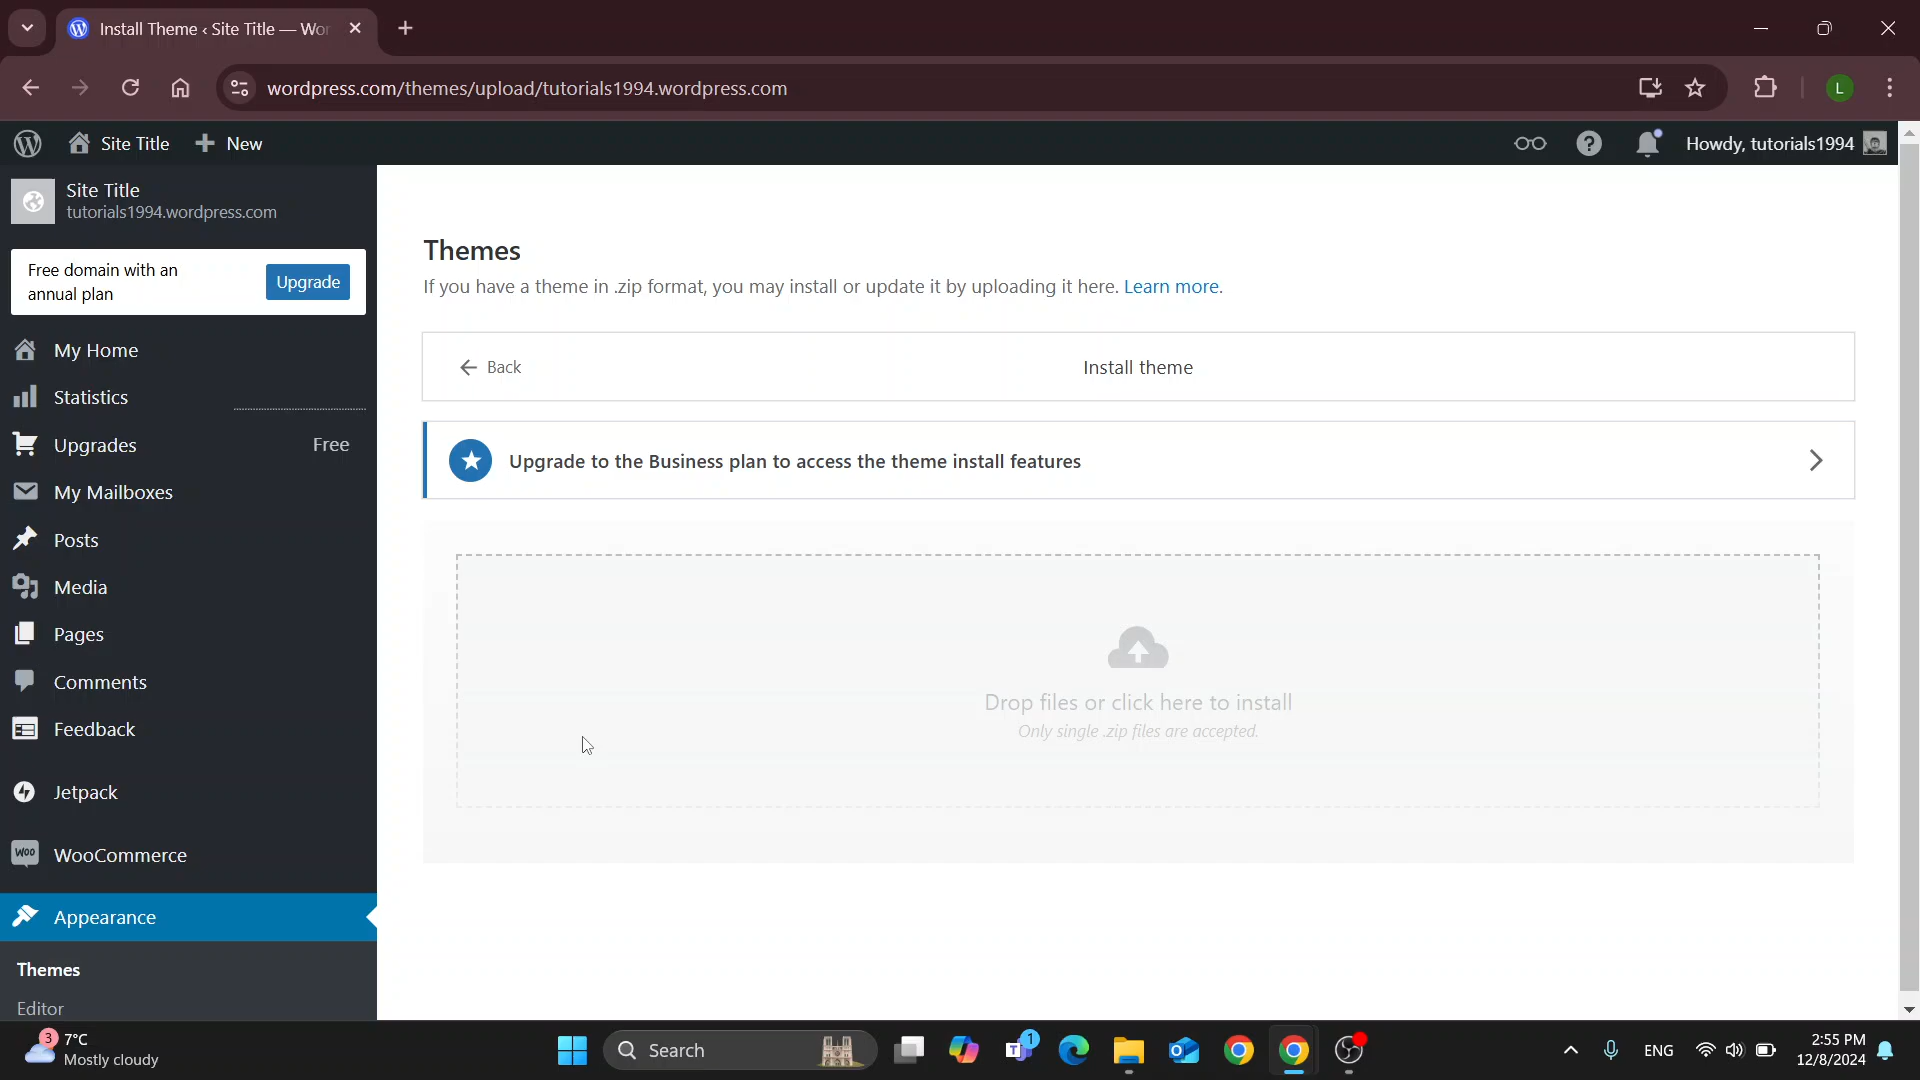 Install Theme ‹ Site Title — Wor
wordpress.com/themes/upload/tutorials1994.wordpress.com
L
Site Title
New
Howdy, tutorials1994
Site Title
tutorials1994.wordpress.com
Free domain with an
annual plan
Upgrade
My Home
Statistics
Upgrades
Free
My Mailboxes
Posts
Media
Pages
Comments
Feedback
Jetpack
WOO
WooCommerce
Appearance
Themes
Editor
Themes
If you have a theme in .zip format, you may install or update it by uploading it here. Learn more.
Back
Install theme
Upgrade to the Business plan to access the theme install features
Drop files or click here to install
Only single .zip files are accepted.
3
7°C
Mostly cloudy
Search
1
ENG
2:55 PM
12/8/2024